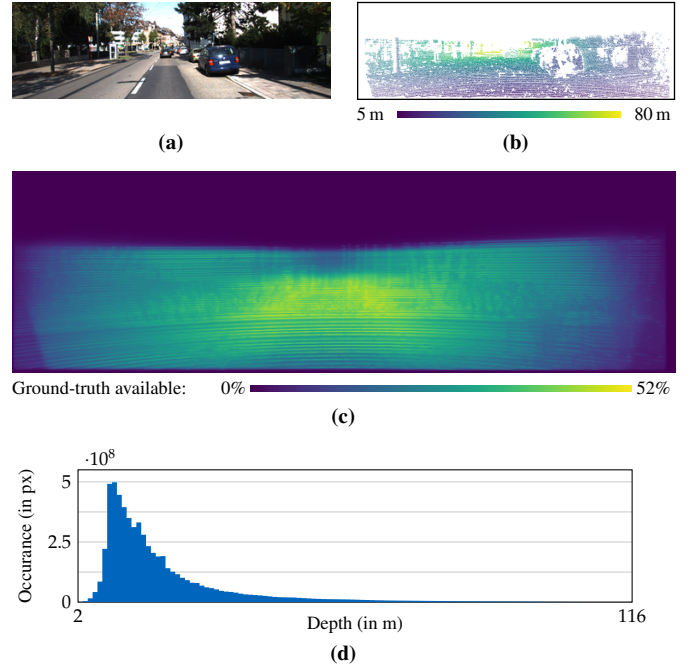 (a)
5 m 80 m
(b)
Ground-truth available: 0% 52%
(c)
·10⁸
5
2.5
0
Occurance (in px)
2 116
Depth (in m)
(d)